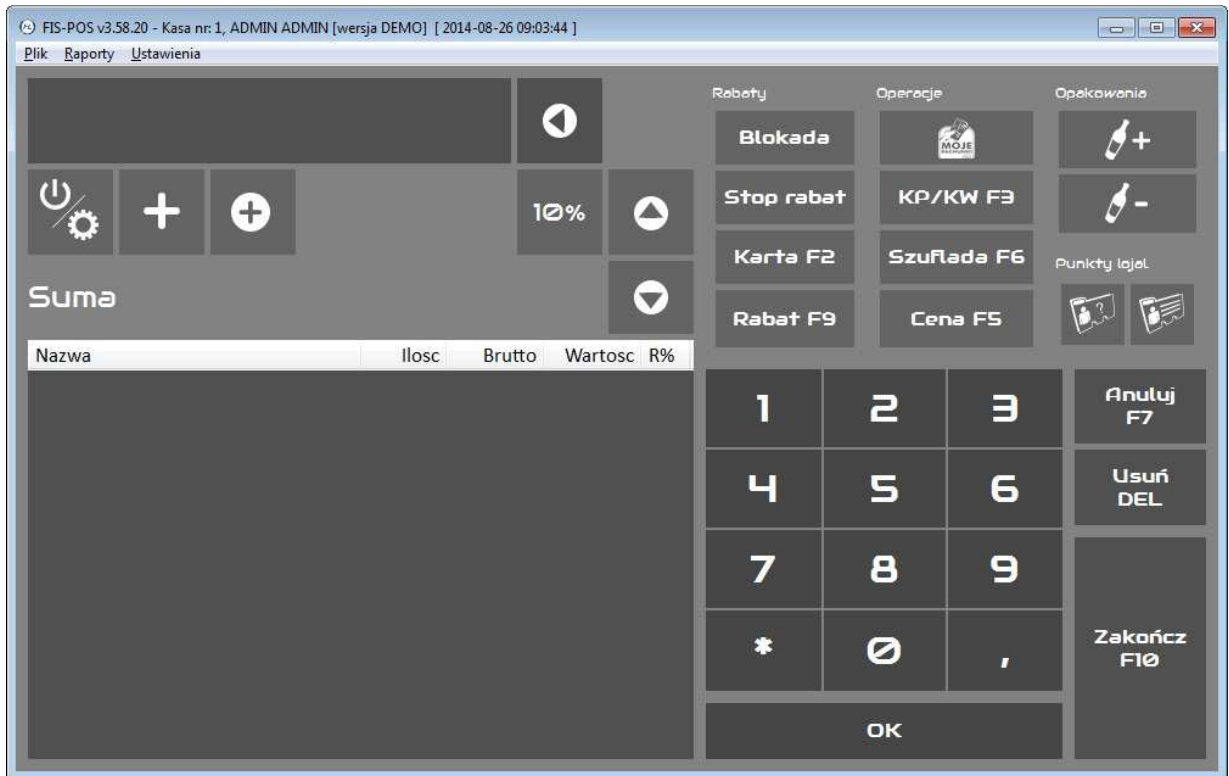 FIS-POS v3.58.20 - Kasa nr: 1, ADMIN ADMIN [wersja DEMO] [ 2014-08-26 09:03:44 ]
Plik Raporty Ustawienia
Rabaty Operacje Opakowania
Blokada MOJE +
Stop rabat KP/KW F3 -
10%
Karta F2 Szuflada F6 Punkty lojal.
Suma
Rabat F9 Cena F5 ?
Nazwa Ilosc Brutto Wartosc R%
1 2 3 Anuluj
F7
4 5 6 Usuń
DEL
7 8 9
* 0 , Zakończ
F10
OK